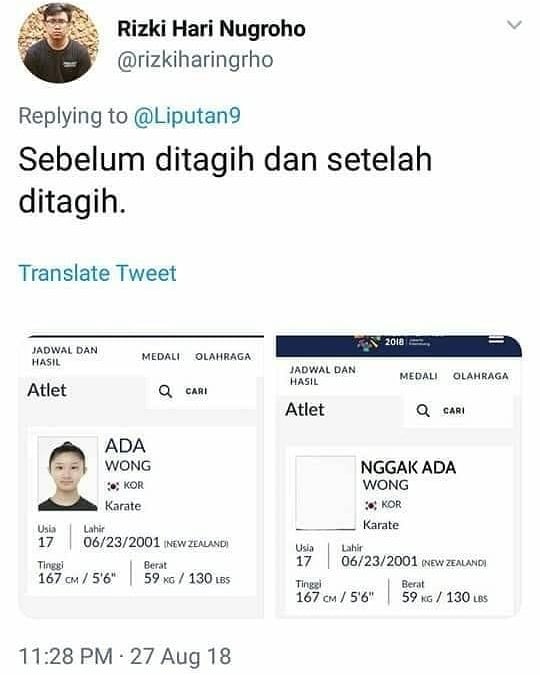 Rizki Hari Nugroho
@rizkiharingrho
Replying to @Liputan9
Sebelum ditagih dan setelah
ditagih.
Translate Tweet
JADWAL DAN
HASIL
MEDALI OLAHRAGA
Atlet
CARI
ADA
WONG
KOR
Karate
Usia Lahir
17 06/23/2001 (NEW ZEALAND)
Tinggi Berat
167 CM / 5'6" 59 KG / 130 LBS
2018
JADWAL DAN
HASIL
MEDALI OLAHRAGA
Atlet
CARI
NGGAK ADA
WONG
KOR
Karate
Usia Lahir
17 06/23/2001 (NEW ZEALAND)
Tinggi Berat
167 CM / 5'6" 59 KG / 130 LBS
11:28 PM · 27 Aug 18